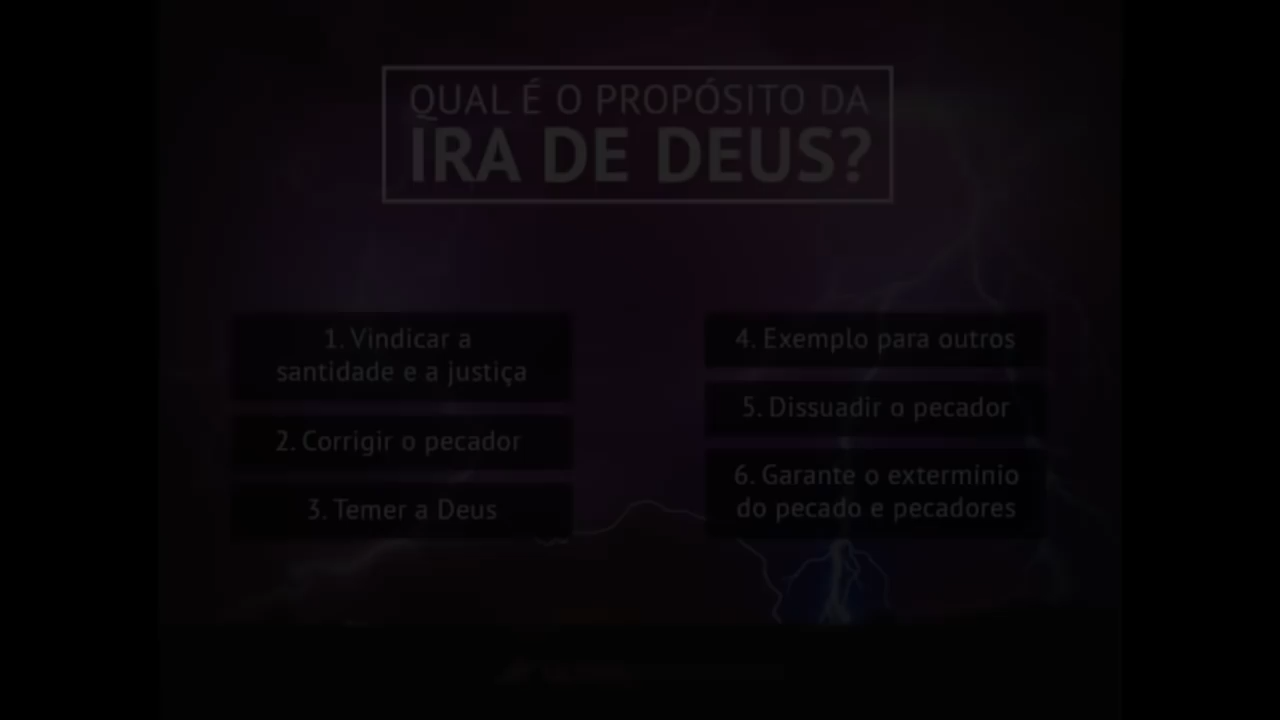 QUAL É O PROPÓSITO DA
IRA DE DEUS?
1. Vindicar a
santidade e a justiça
2. Corrigir o pecador
3. Temer a Deus
4. Exemplo para outros
5. Dissuadir o pecador
6. Garante o extermínio
do pecado e pecadores